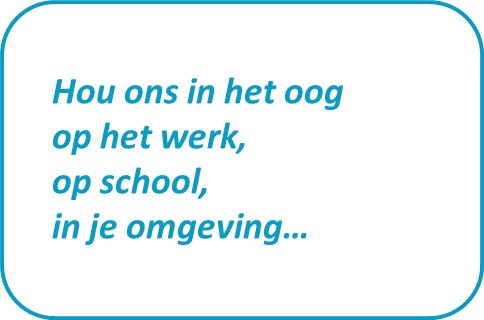 Hou ons in het oog
op het werk,
op school,
in je omgeving…